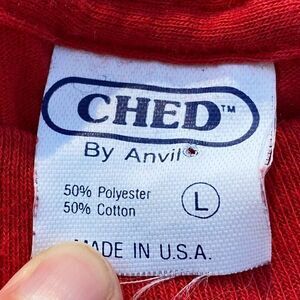 CHED™
By Anvil®
50% Polyester
50% Cotton
L
MADE IN U.S.A.